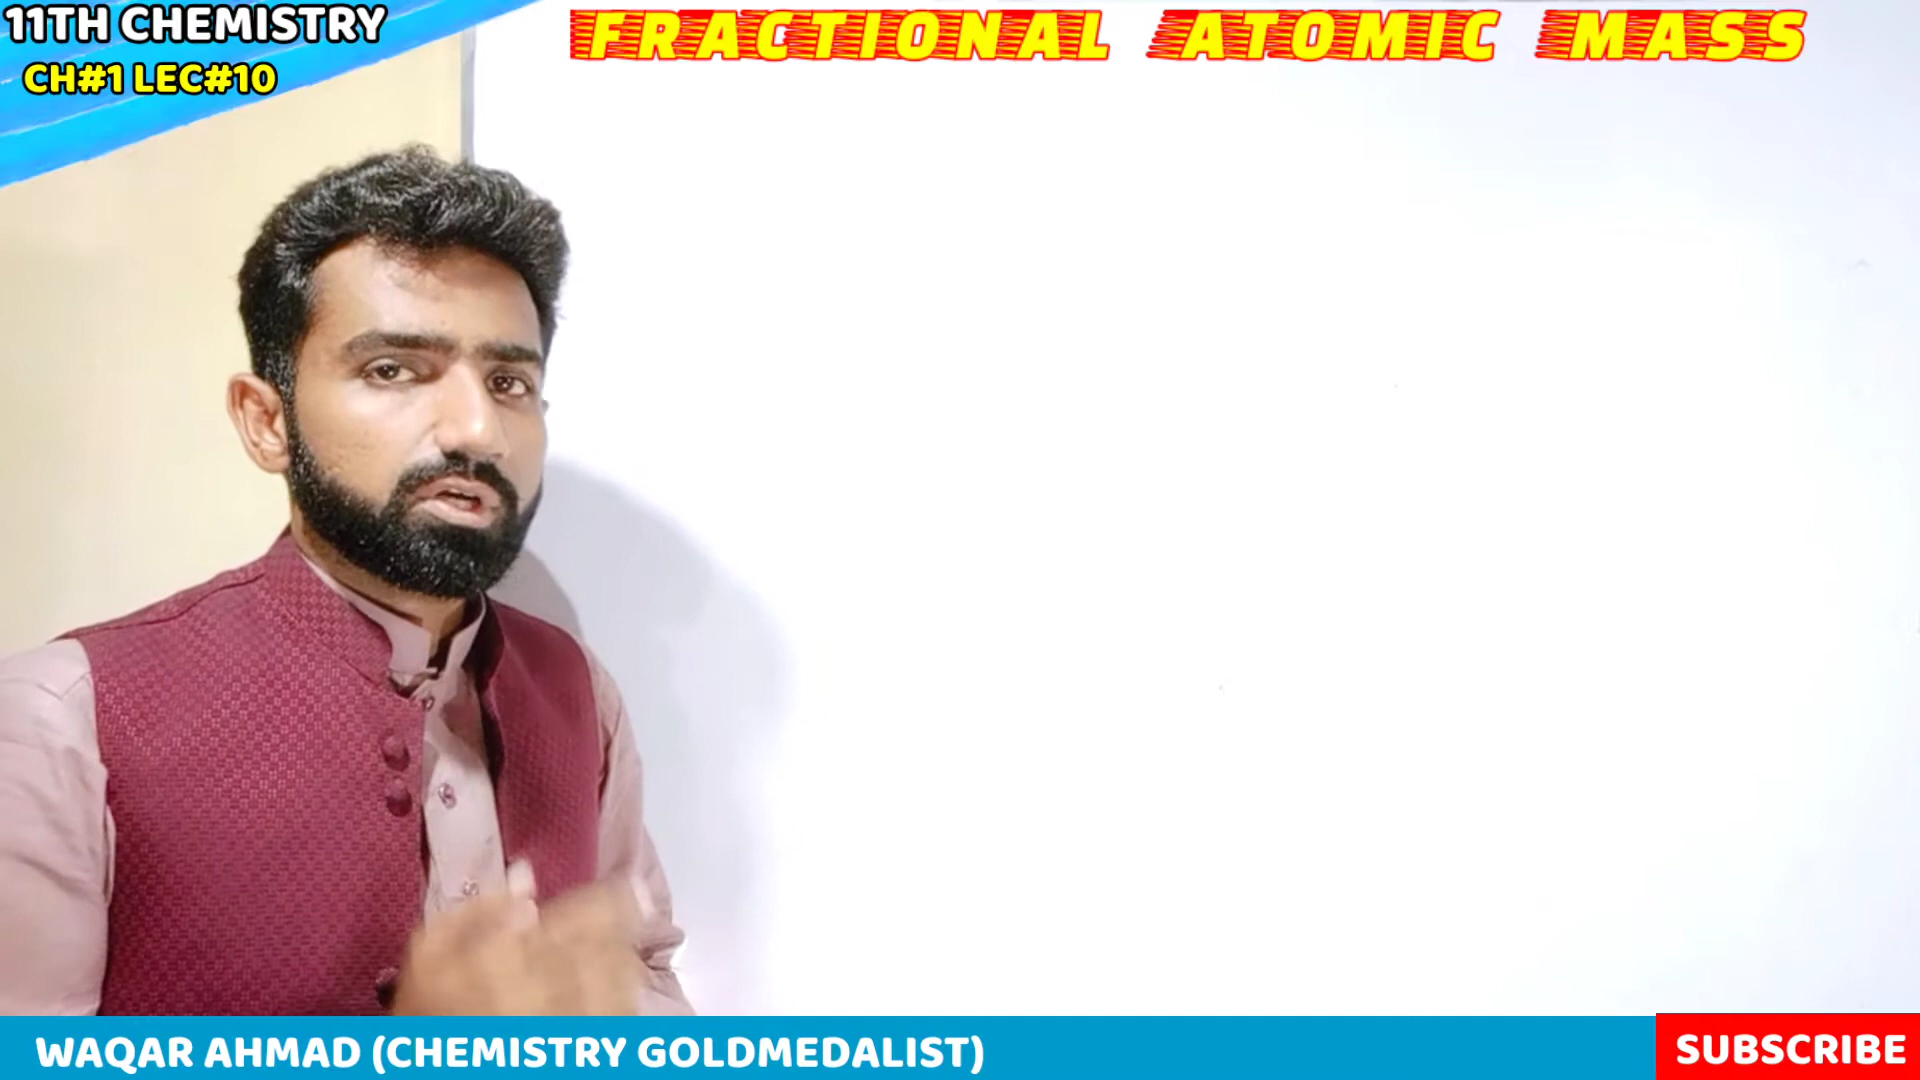 11TH CHEMISTRY
CH#1 LEC#10
FRACTIONAL ATOMIC MASS
WAQAR AHMAD (CHEMISTRY GOLDMEDALIST)
SUBSCRIBE